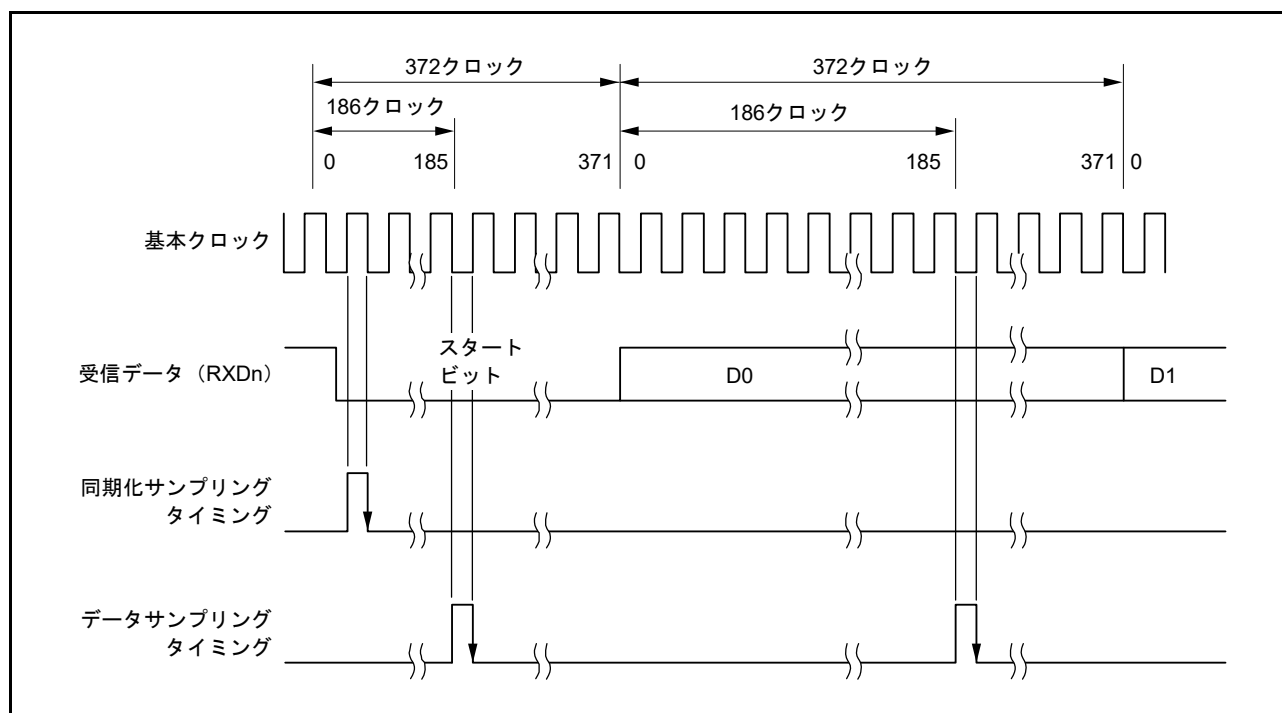 372クロック 372クロック
186クロック 186クロック
0 185 371 0 185 371 0
基本クロック
受信データ（RXDn）
スタート
ビット
D0
D1
同期化サンプリング
タイミング
データサンプリング
タイミング